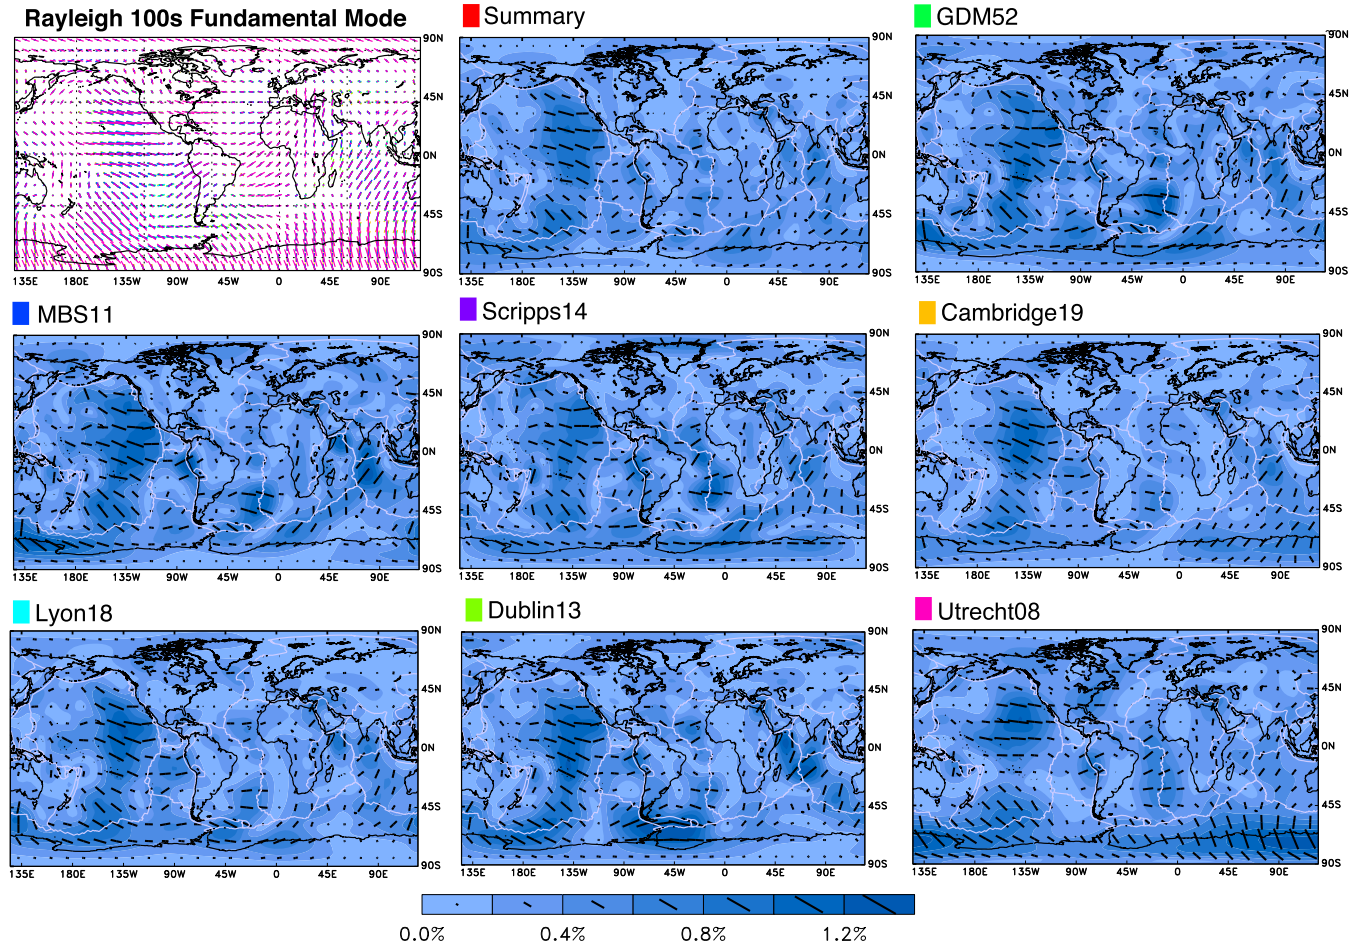 Rayleigh 100s Fundamental Mode
Summary
GDM52
90N
45N
0N
45S
90S
135E 180E 135W 90W 45W 0 45E 90E
90N
45N
0N
45S
90S
135E 180E 135W 90W 45W 0 45E 90E
90N
45N
0N
45S
90S
135E 180E 135W 90W 45W 0 45E 90E
MBS11
Scripps14
Cambridge19
90N
45N
0N
45S
90S
135E 180E 135W 90W 45W 0 45E 90E
90N
45N
0N
45S
90S
135E 180E 135W 90W 45W 0 45E 90E
90N
45N
0N
45S
90S
135E 180E 135W 90W 45W 0 45E 90E
Lyon18
Dublin13
Utrecht08
90N
45N
0N
45S
90S
135E 180E 135W 90W 45W 0 45E 90E
90N
45N
0N
45S
90S
135E 180E 135W 90W 45W 0 45E 90E
90N
45N
0N
45S
90S
135E 180E 135W 90W 45W 0 45E 90E
0.0% 0.4% 0.8% 1.2%